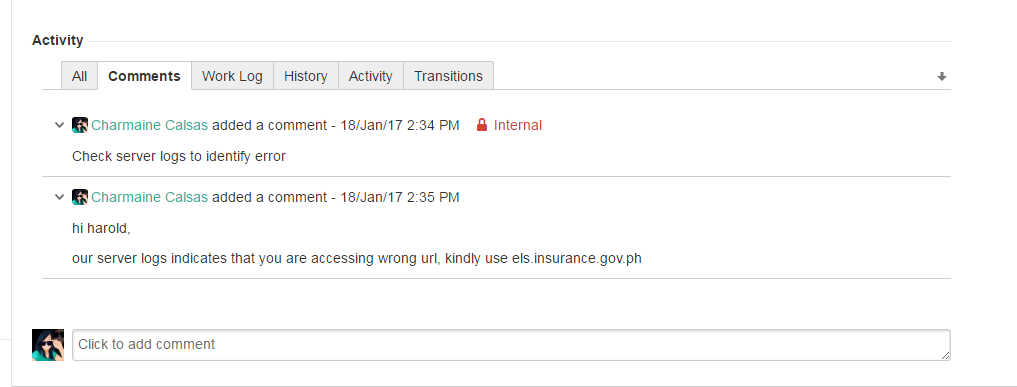 Activity
All Comments Work Log History Activity Transitions
Charmaine Calsas added a comment - 18/Jan/17 2:34 PM Internal
Check server logs to identify error
Charmaine Calsas added a comment - 18/Jan/17 2:35 PM
hi harold,
our server logs indicates that you are accessing wrong url, kindly use els.insurance.gov.ph
Click to add comment